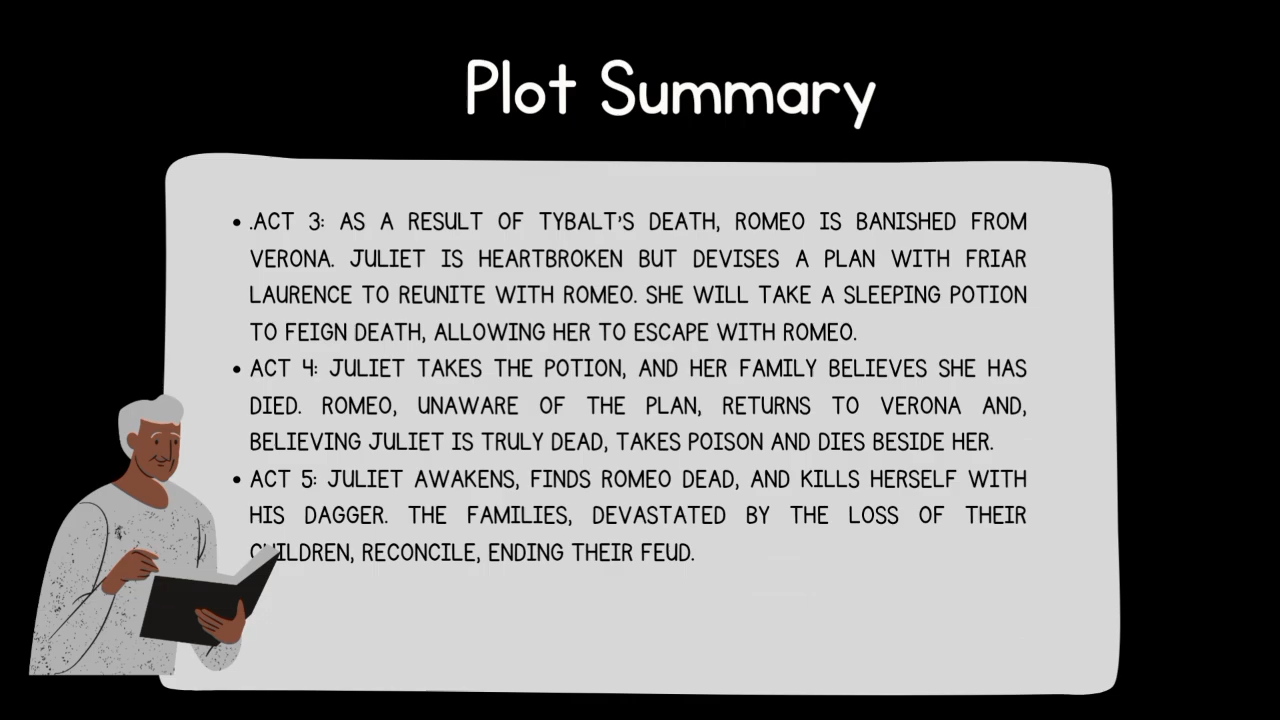 Plot Summary
• .ACT 3: AS A RESULT OF TYBALT'S DEATH, ROMEO IS BANISHED FROM
VERONA. JULIET IS HEARTBROKEN BUT DEVISES A PLAN WITH FRIAR
LAURENCE TO REUNITE WITH ROMEO. SHE WILL TAKE A SLEEPING POTION
TO FEIGN DEATH, ALLOWING HER TO ESCAPE WITH ROMEO.
• ACT 4: JULIET TAKES THE POTION, AND HER FAMILY BELIEVES SHE HAS
DIED. ROMEO, UNAWARE OF THE PLAN, RETURNS TO VERONA AND,
BELIEVING JULIET IS TRULY DEAD, TAKES POISON AND DIES BESIDE HER.
• ACT 5: JULIET AWAKENS, FINDS ROMEO DEAD, AND KILLS HERSELF WITH
HIS DAGGER. THE FAMILIES, DEVASTATED BY THE LOSS OF THEIR
CHILDREN, RECONCILE, ENDING THEIR FEUD.